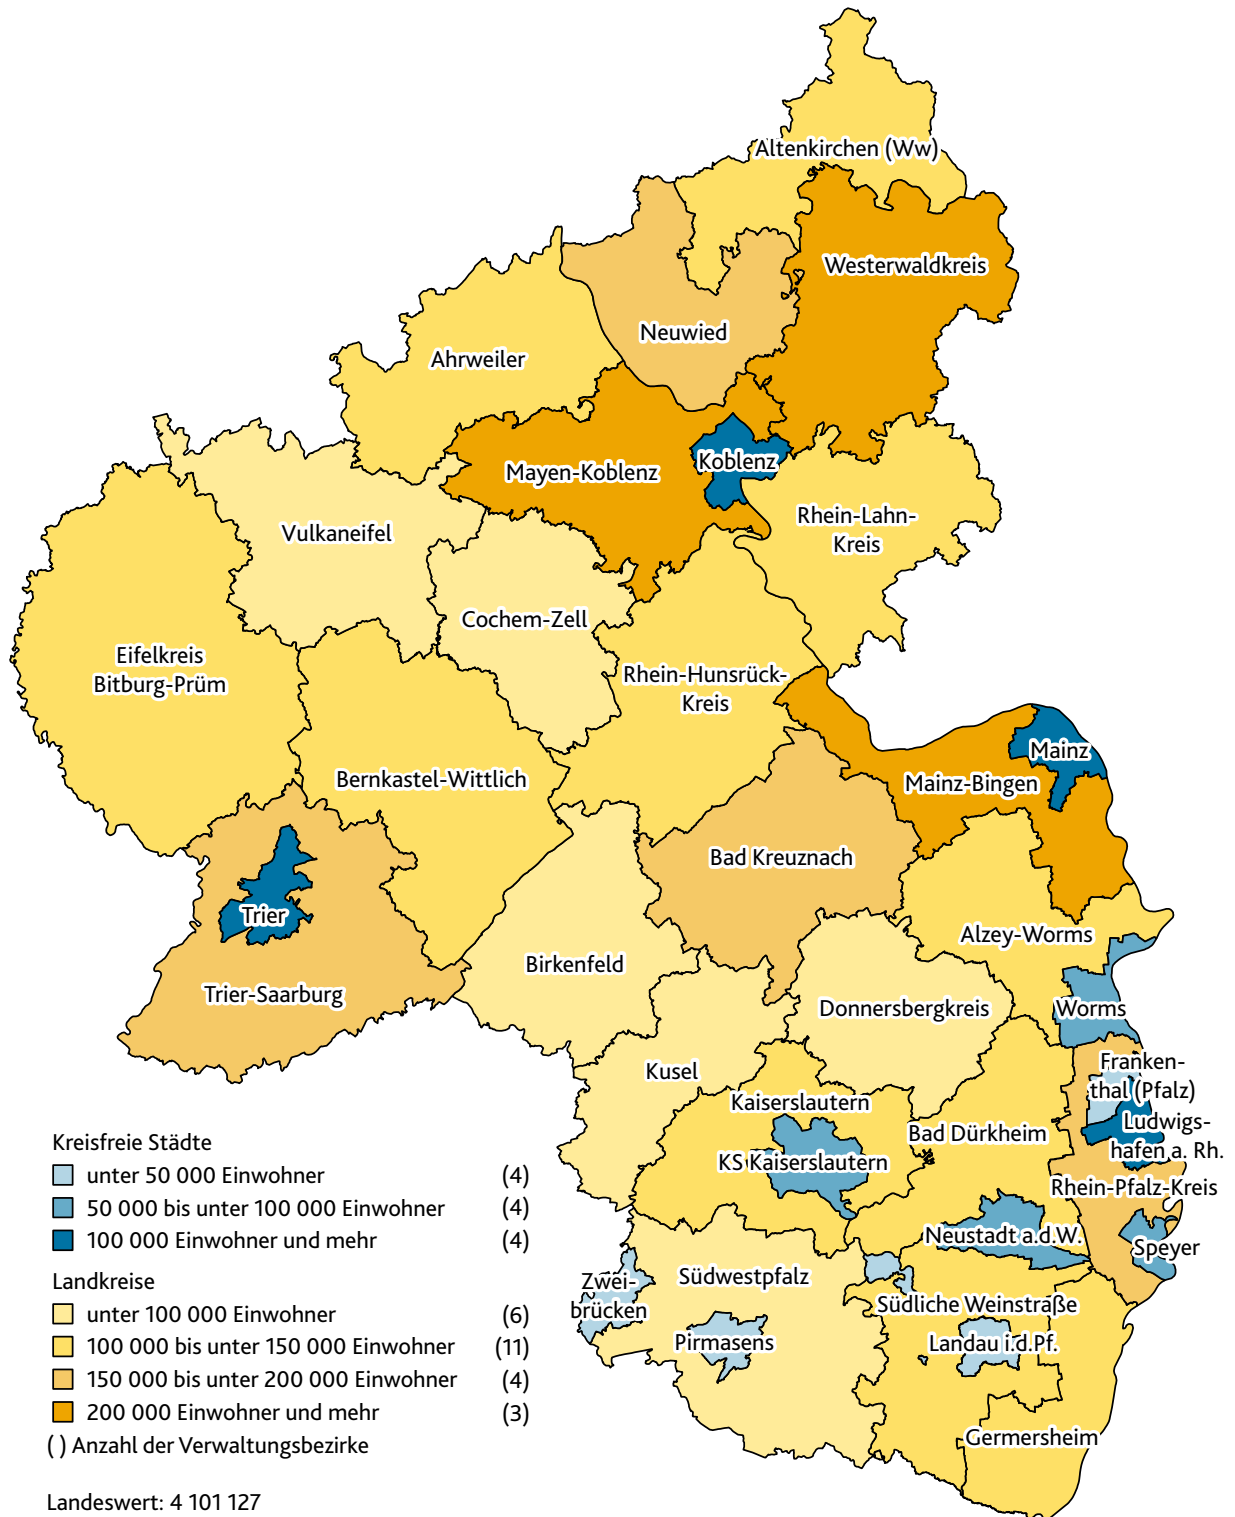 Altenkirchen (Ww)
Westerwaldkreis
Neuwied
Ahrweiler
Koblenz
Mayen-Koblenz
Rhein-Lahn-
Kreis
Vulkaneifel
Cochem-Zell
Eifelkreis
Bitburg-Prüm
Rhein-Hunsrück-
Kreis
Mainz
Bernkastel-Wittlich
Mainz-Bingen
Bad Kreuznach
Trier
Alzey-Worms
Birkenfeld
Trier-Saarburg
Donnersbergkreis
Worms
Kusel
Franken-
thal (Pfalz)
Kaiserslautern
Ludwigs-
hafen a. Rh.
Bad Dürkheim
KS Kaiserslautern
Rhein-Pfalz-Kreis
Neustadt a.d.W.
Speyer
Zwei-
brücken
Südwestpfalz
Südliche Weinstraße
Pirmasens
Landau i.d.Pf.
Germersheim
Kreisfreie Städte
unter 50 000 Einwohner (4)
50 000 bis unter 100 000 Einwohner (4)
100 000 Einwohner und mehr (4)
Landkreise
unter 100 000 Einwohner (6)
100 000 bis unter 150 000 Einwohner (11)
150 000 bis unter 200 000 Einwohner (4)
200 000 Einwohner und mehr (3)
( ) Anzahl der Verwaltungsbezirke
Landeswert: 4 101 127